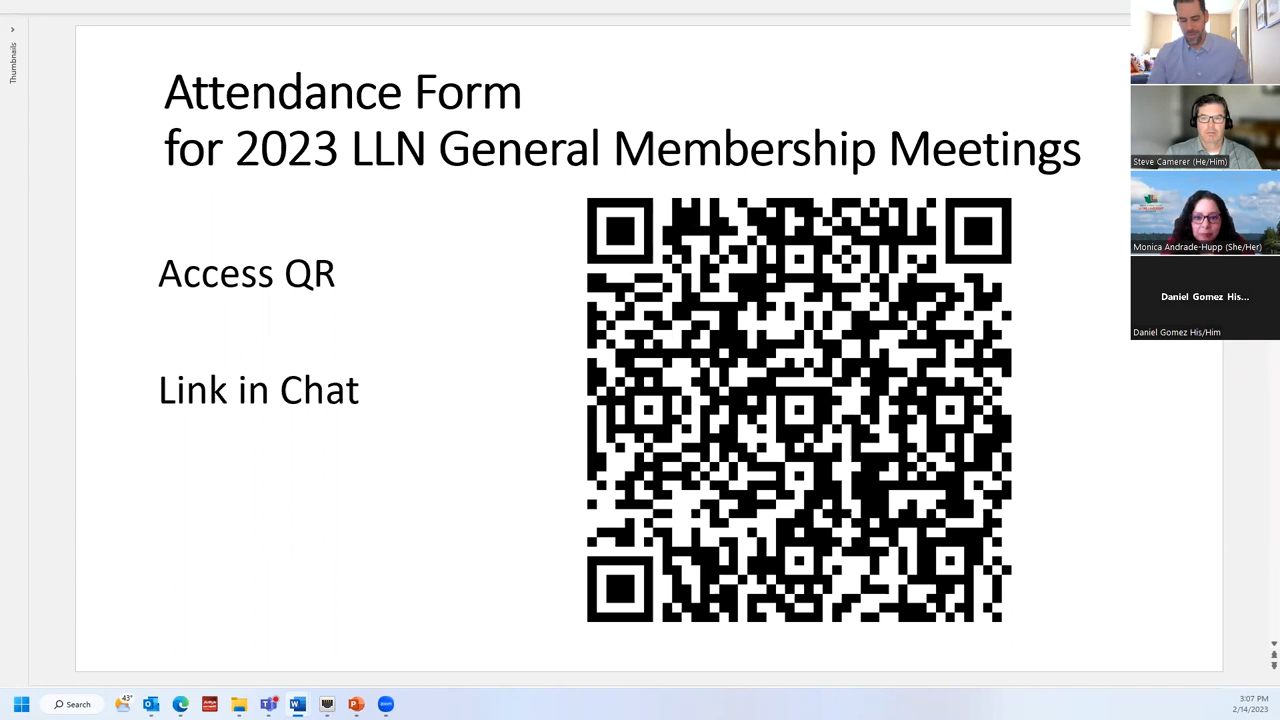 Thumbnails
Attendance Form
for 2023 LLN General Membership Meetings
Access QR
Link in Chat
Steve Camerer (He/Him)
Monica Andrade-Hupp (She/Her)
Daniel Gomez His...
Daniel Gomez His/Him
43°
Search
3:07 PM
2/14/2023